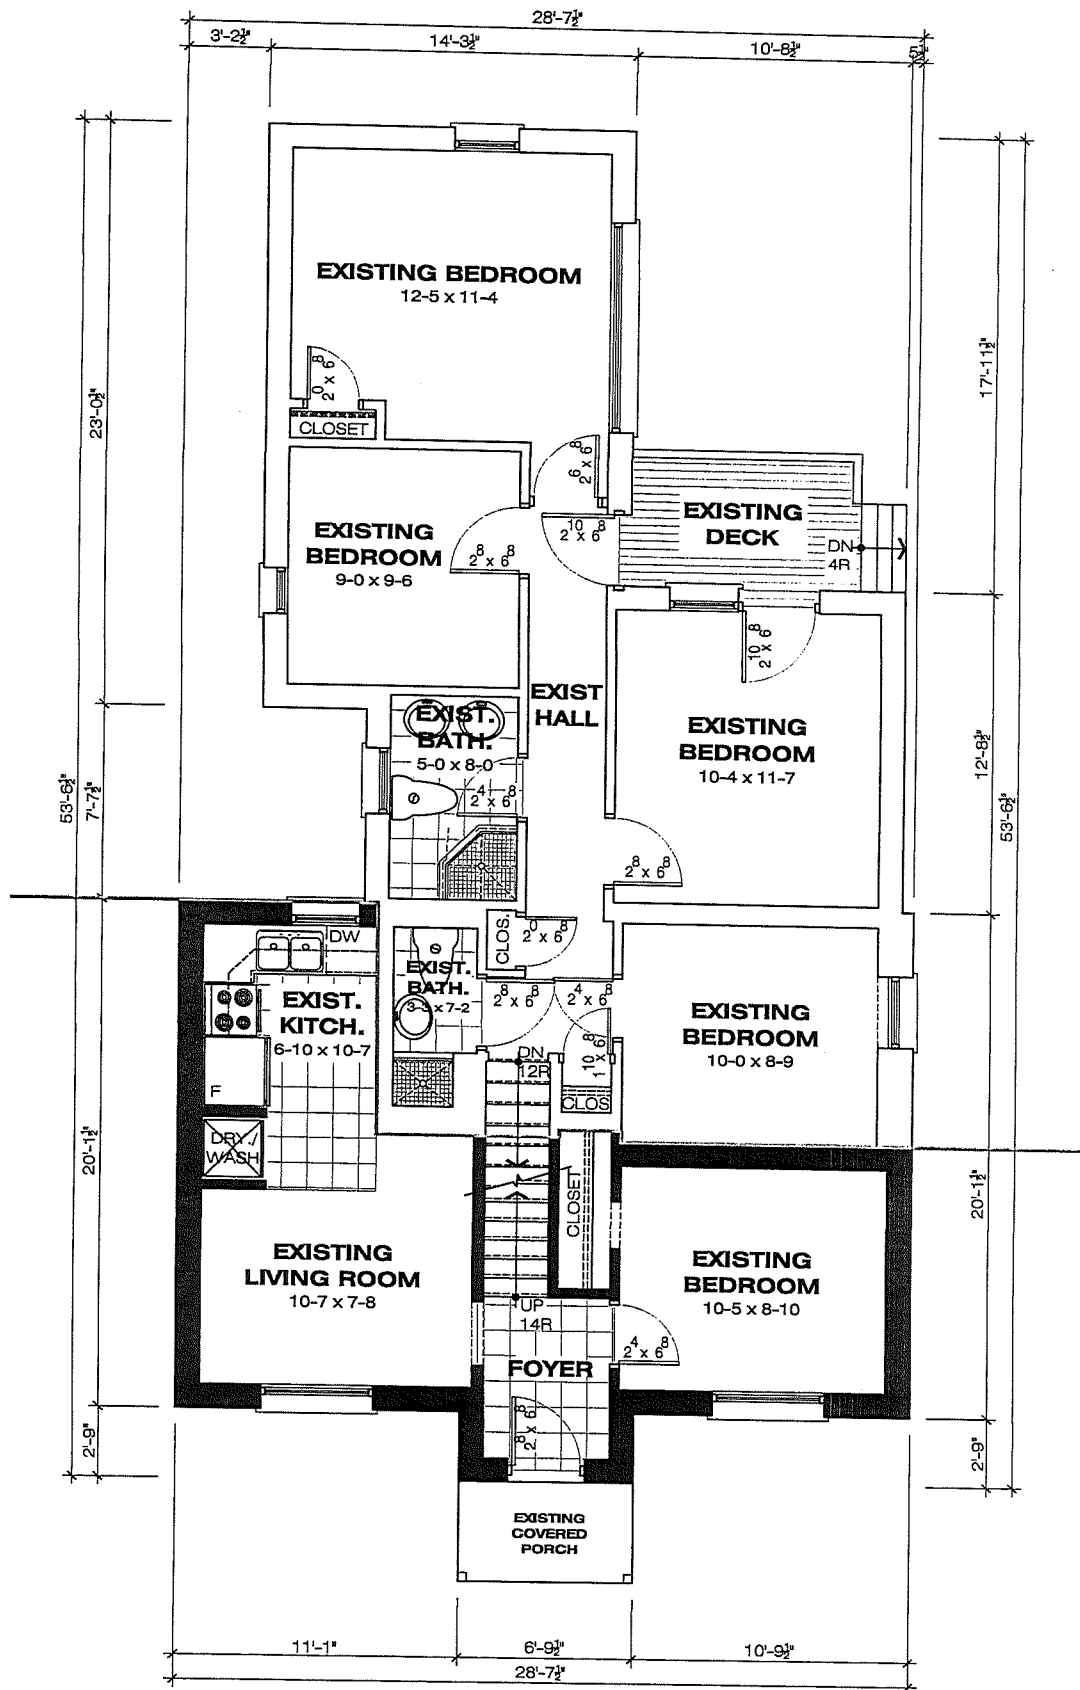 28'-7½"
3'-2½"
14'-3½"
10'-8½"
5½"
EXISTING BEDROOM
12-5 x 11-4
2⁰ x 6⁸
CLOSET
23'-0½"
17'-11½"
2⁶ x 6⁸
EXISTING
DECK
DN
4R
2¹⁰ x 6⁸
EXISTING
BEDROOM
9-0 x 9-6
2⁸ x 6⁸
2¹⁰ x 6⁸
EXIST
HALL
EXIST.
BATH.
5-0 x 8-0
2⁴ x 6⁸
EXISTING
BEDROOM
10-4 x 11-7
53'-6½"
7'-7½"
12'-8½"
53'-6½"
2⁸ x 6⁸
CLOS.
2⁰ x 6⁸
DW
EXIST.
BATH.
7-2
EXIST.
KITCH.
6-10 x 10-7
F
DRY./
WASH
2⁸ x 6⁸
2⁴ x 6⁸
1¹⁰ x 6⁸
DN
12R
CLOS
EXISTING
BEDROOM
10-0 x 8-9
20'-1½"
20'-1½"
CLOSET
EXISTING
LIVING ROOM
10-7 x 7-8
EXISTING
BEDROOM
10-5 x 8-10
UP
14R
FOYER
2⁴ x 6⁸
2⁸ x 6⁸
2'-9"
2'-9"
EXISTING
COVERED
PORCH
11'-1"
6'-9½"
10'-9½"
28'-7½"